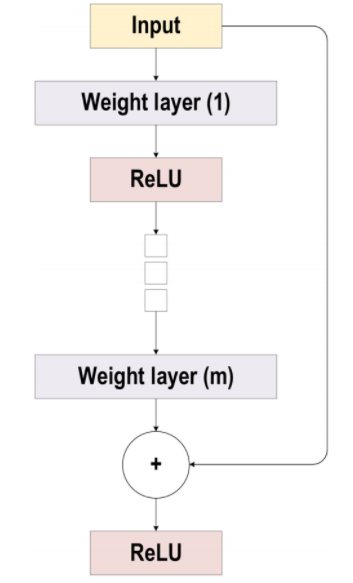 Input
Weight layer (1)
ReLU
Weight layer (m)
+
ReLU